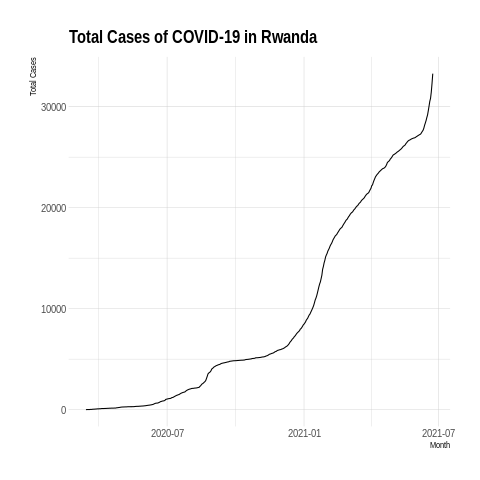 Total Cases of COVID-19 in Rwanda
Total Cases
30000
20000
10000
0
2020-07
2021-01
2021-07
Month